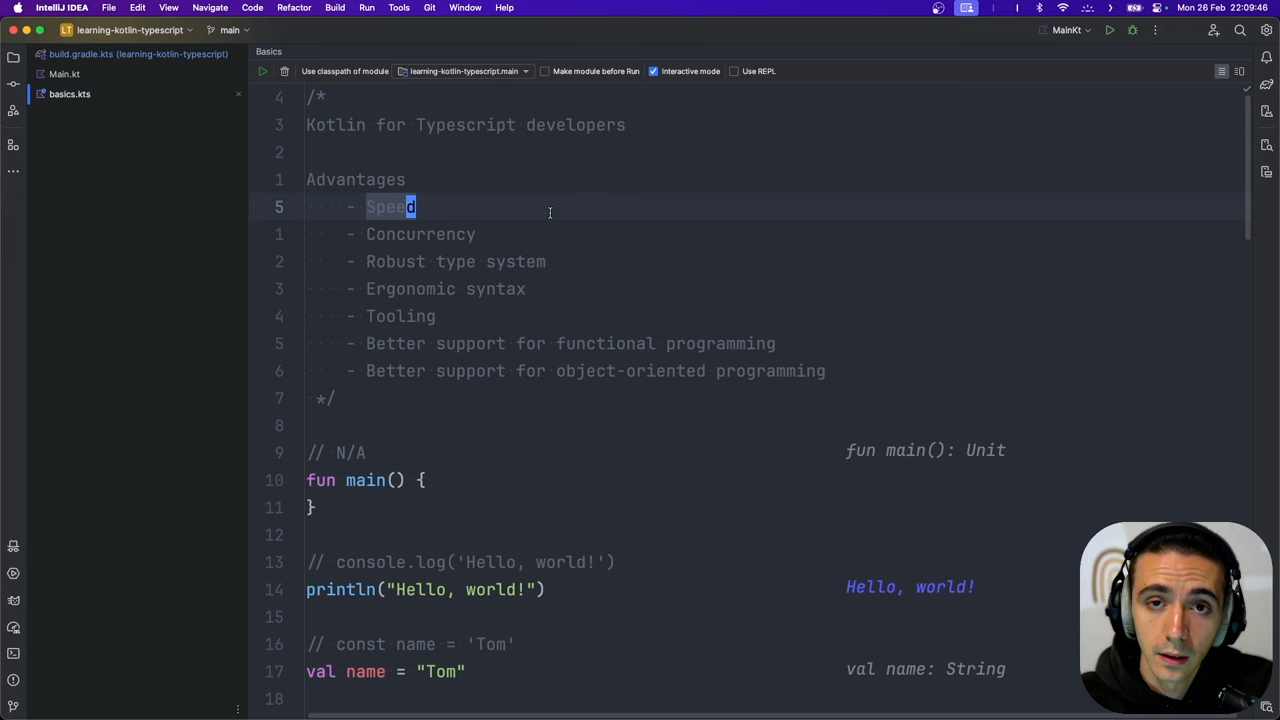 IntelliJ IDEA File Edit View Navigate Code Refactor Build Run Tools Git Window Help Mon 26 Feb 22:09:46
LT learning-kotlin-typescript main MainKt
build.gradle.kts (learning-kotlin-typescript)
Main.kt
basics.kts
Basics
Use classpath of module learning-kotlin-typescript.main Make module before Run Interactive mode Use REPL
4 /*
3 Kotlin for Typescript developers
2
1 Advantages
5 - Speed
1 - Concurrency
2 - Robust type system
3 - Ergonomic syntax
4 - Tooling
5 - Better support for functional programming
6 - Better support for object-oriented programming
7 */
8
9 // N/A fun main(): Unit
10 fun main() {
11 }
12
13 // console.log('Hello, world!')
14 println("Hello, world!") Hello, world!
15
16 // const name = 'Tom'
17 val name = "Tom" val name: String
18